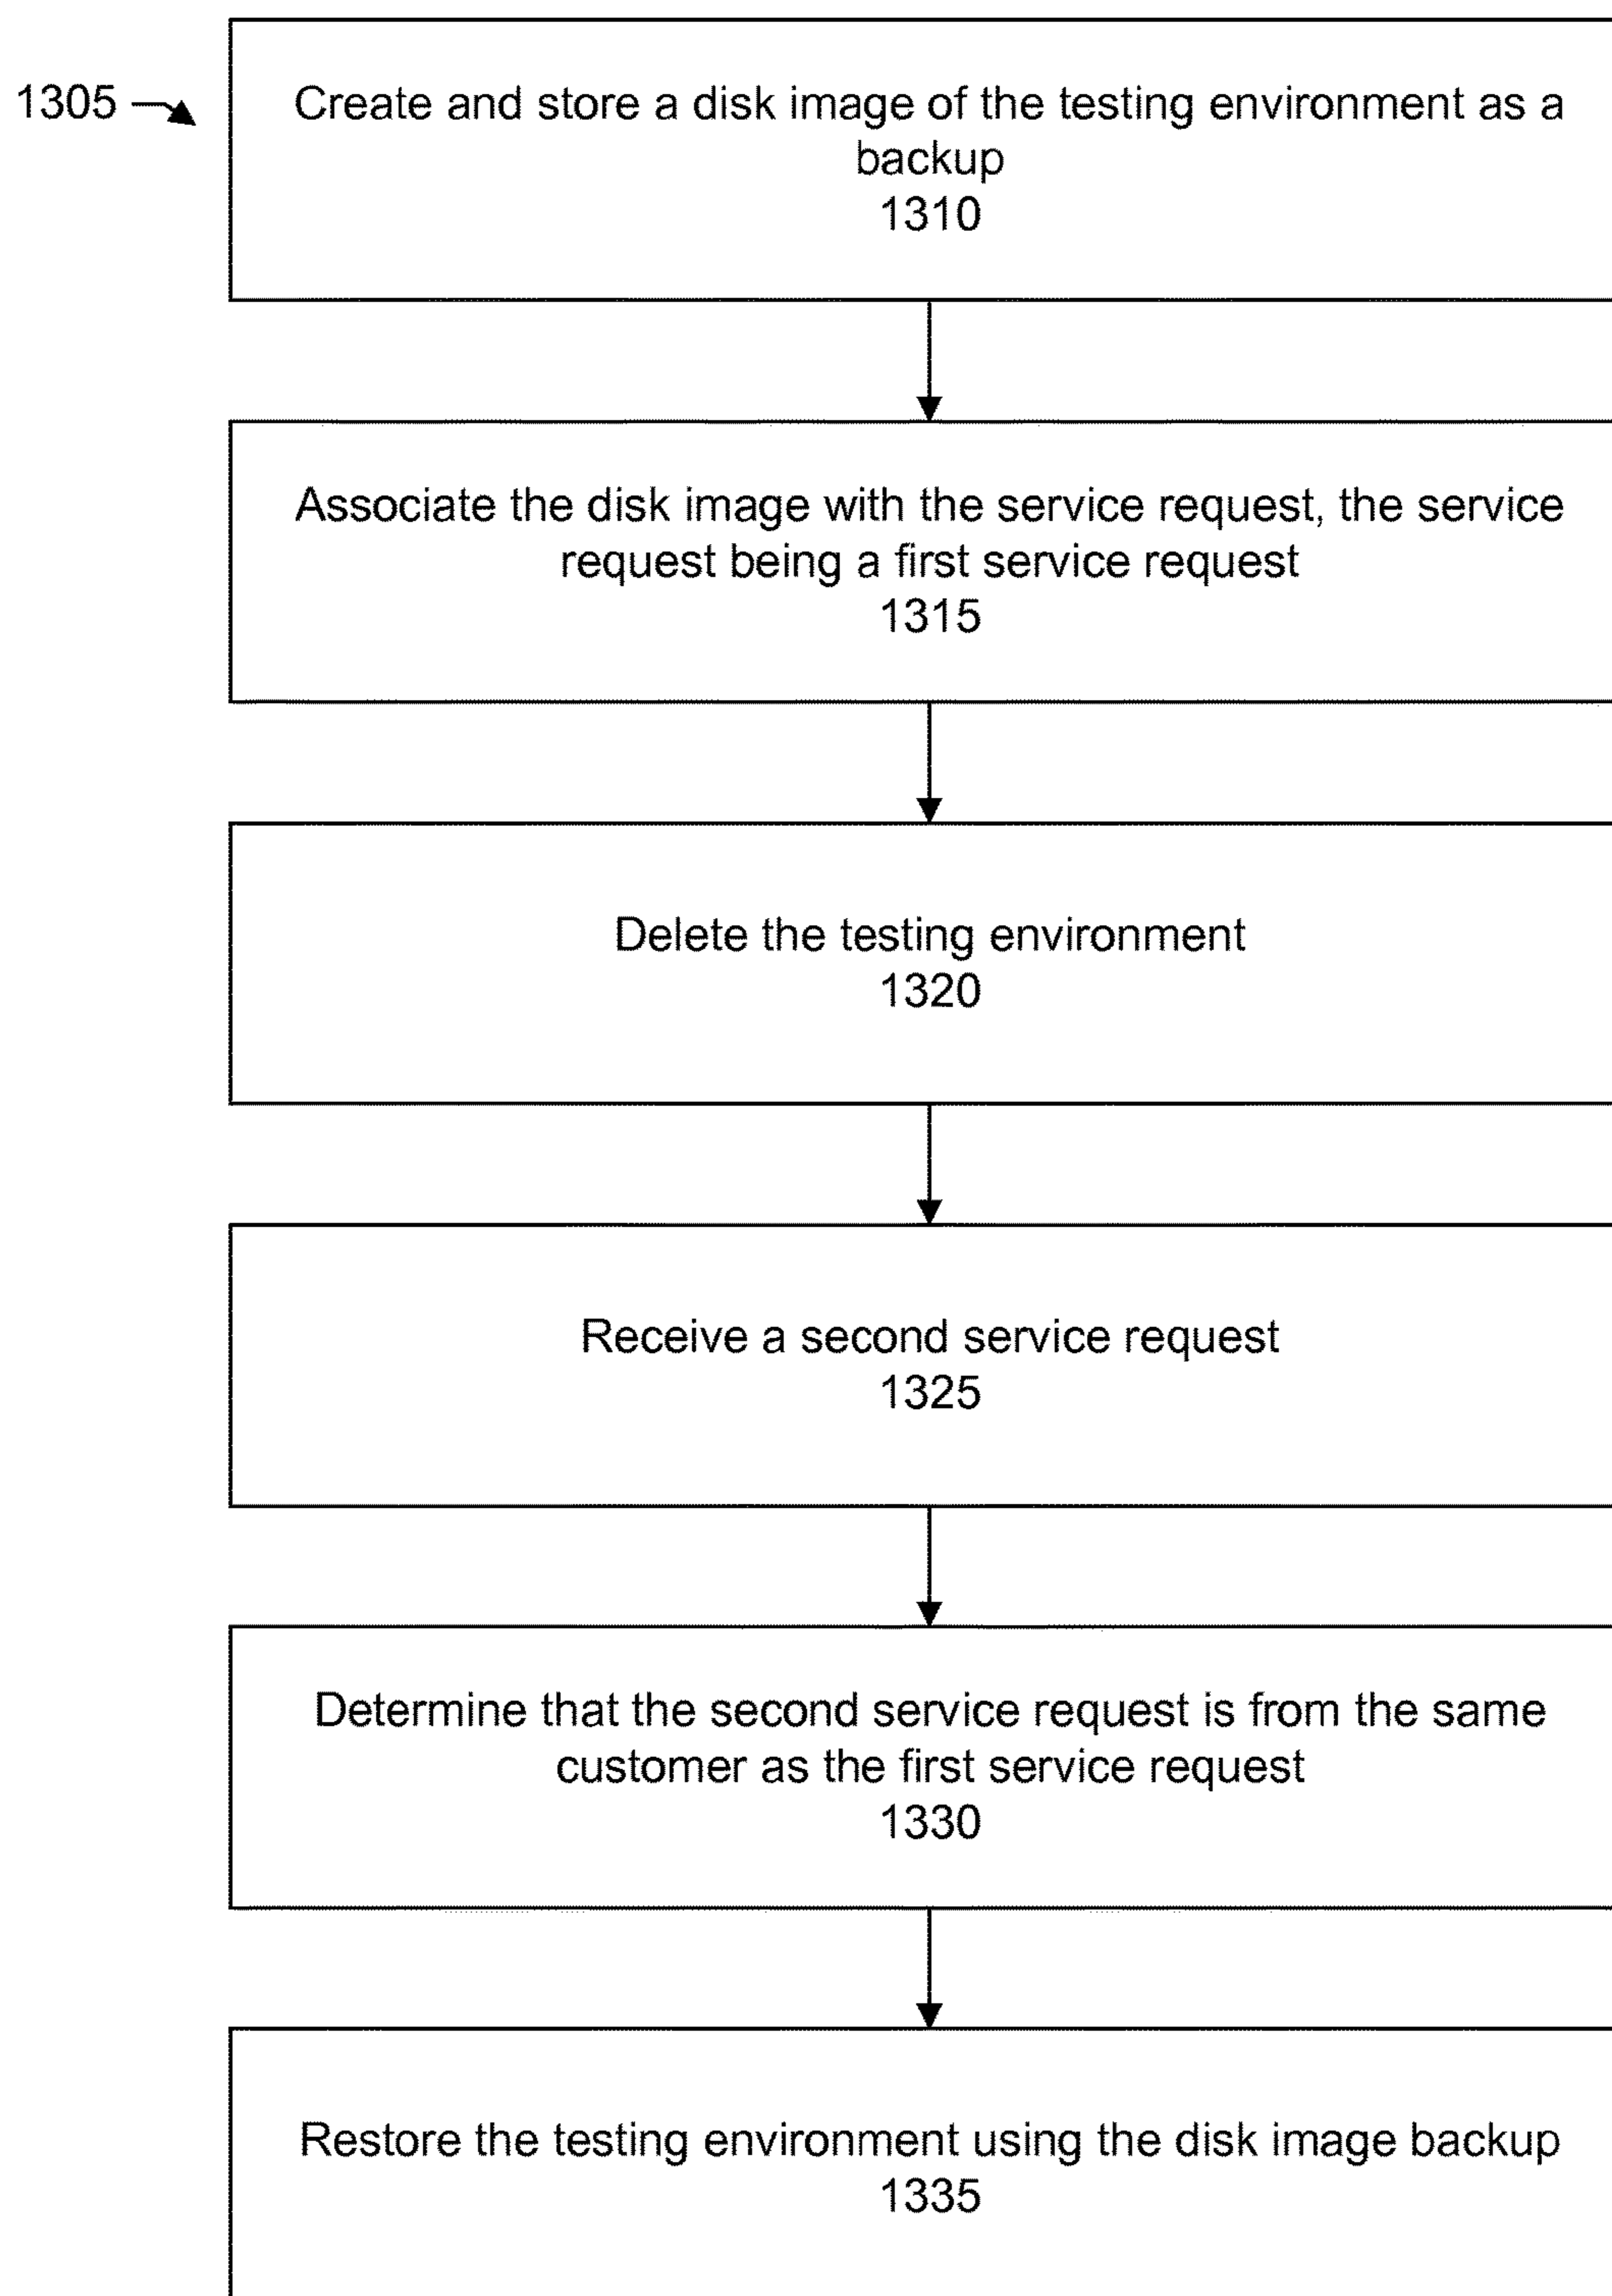 1305
Create and store a disk image of the testing environment as a
backup
1310
Associate the disk image with the service request, the service
request being a first service request
1315
Delete the testing environment
1320
Receive a second service request
1325
Determine that the second service request is from the same
customer as the first service request
1330
Restore the testing environment using the disk image backup
1335